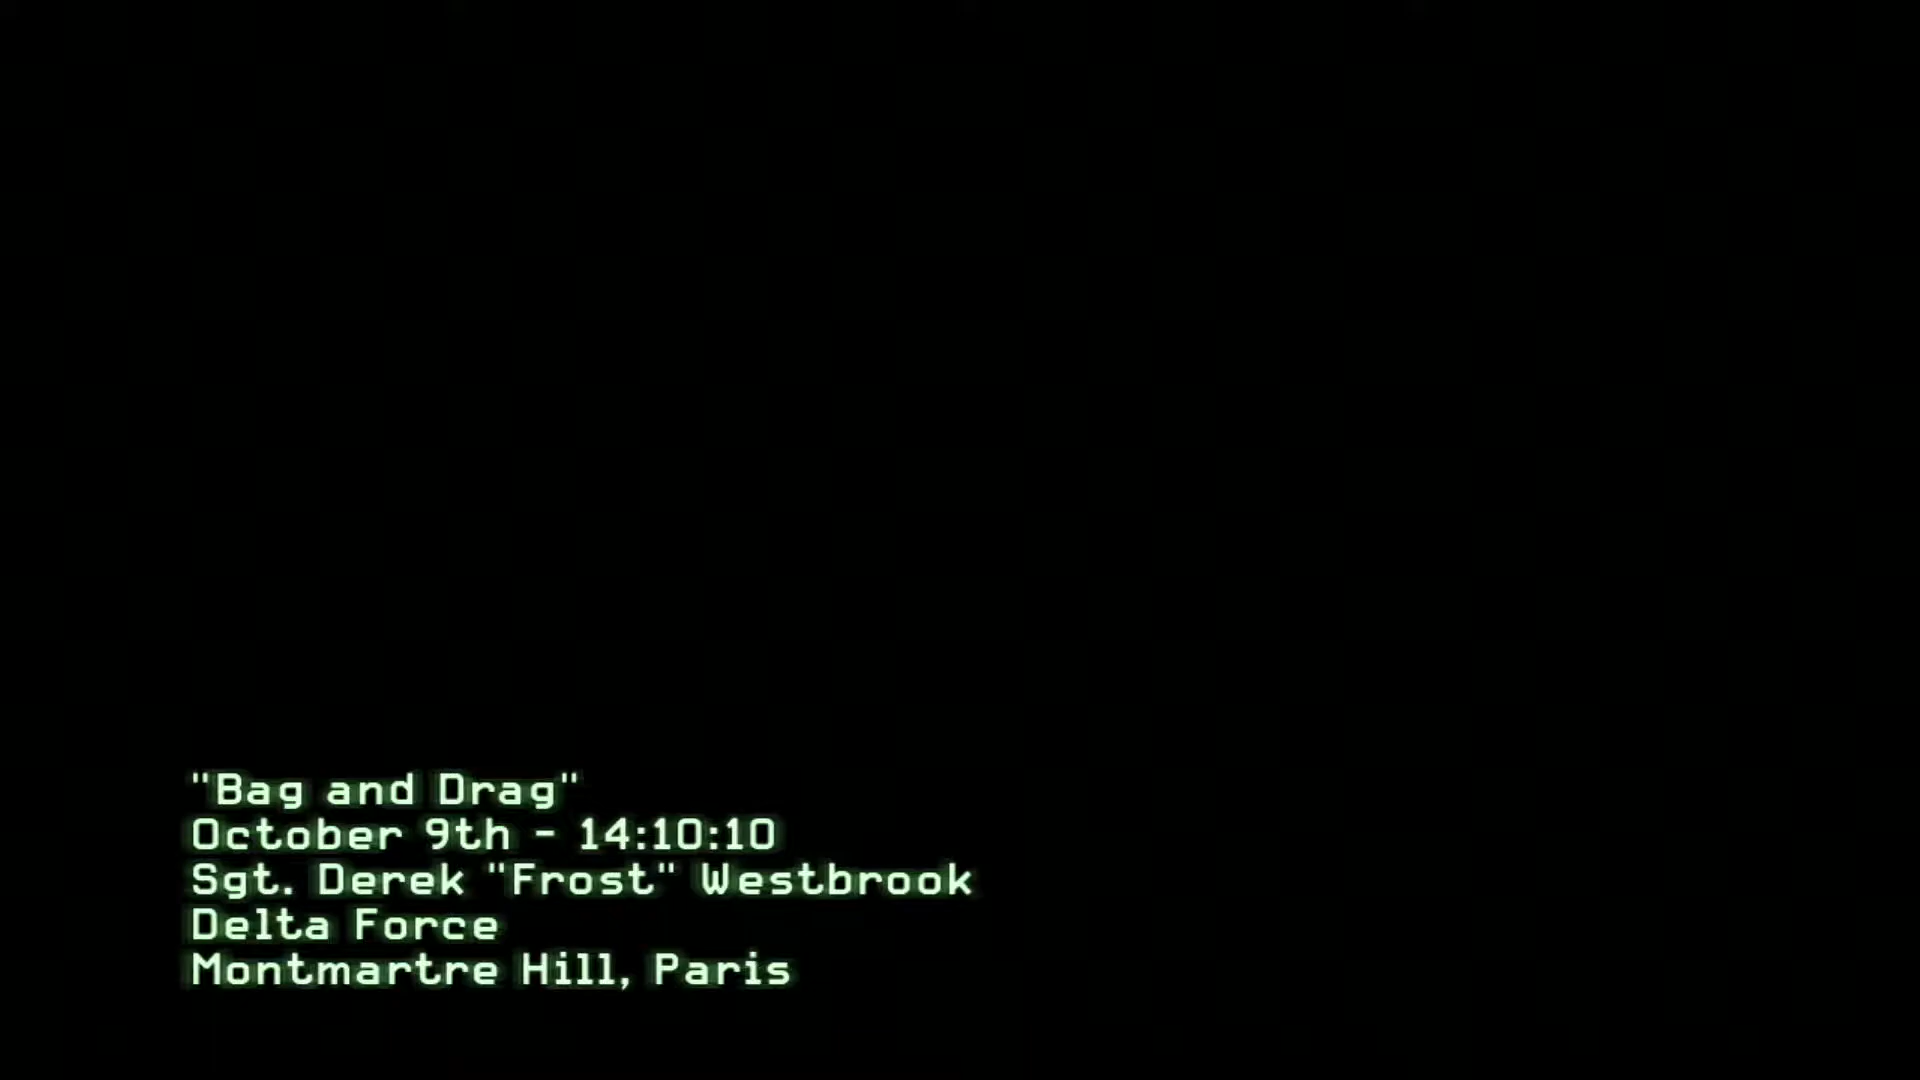 "Bag and Drag"
October 9th - 14:10:10
Sgt. Derek "Frost" Westbrook
Delta Force
Montmartre Hill, Paris